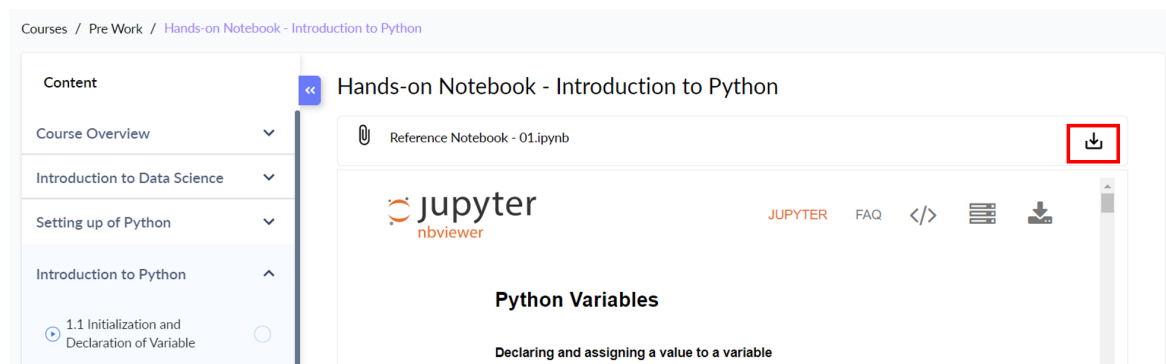 Courses / Pre Work / Hands-on Notebook - Introduction to Python
Content
Course Overview
Introduction to Data Science
Setting up of Python
Introduction to Python
1.1 Initialization and
Declaration of Variable
«
Hands-on Notebook - Introduction to Python
Reference Notebook - 01.ipynb
jupyter
nbviewer
JUPYTER FAQ </>
Python Variables
Declaring and assigning a value to a variable